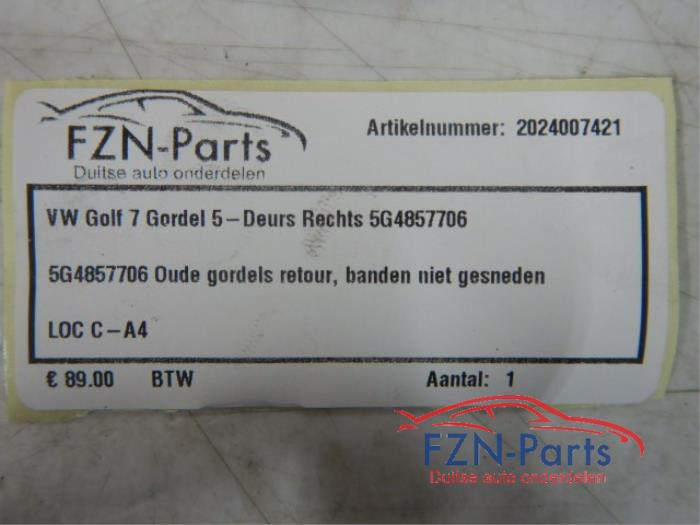 FZN-Parts
Duitse auto onderdelen
Artikelnummer: 2024007421
VW Golf 7 Gordel 5-Deurs Rechts 5G4857706
5G4857706 Oude gordels retour, banden niet gesneden
LOC C-A4
€ 89.00 BTW Aantal: 1
FZN-Parts
Duitse auto onderdelen